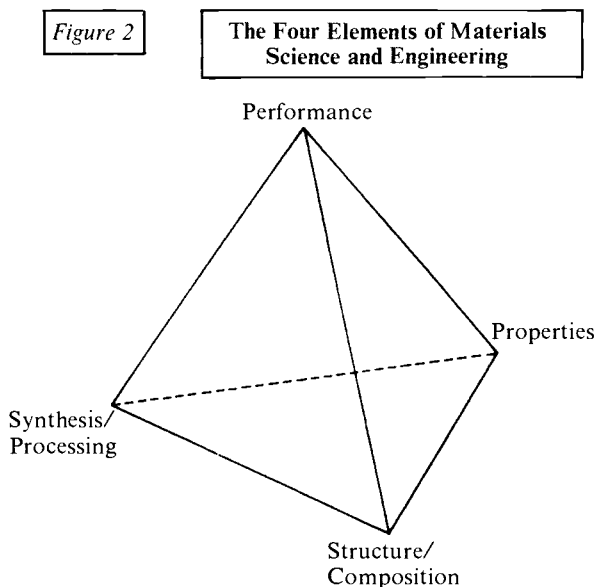 Figure 2
The Four Elements of Materials
Science and Engineering
Performance
Properties
Synthesis/
Processing
Structure/
Composition